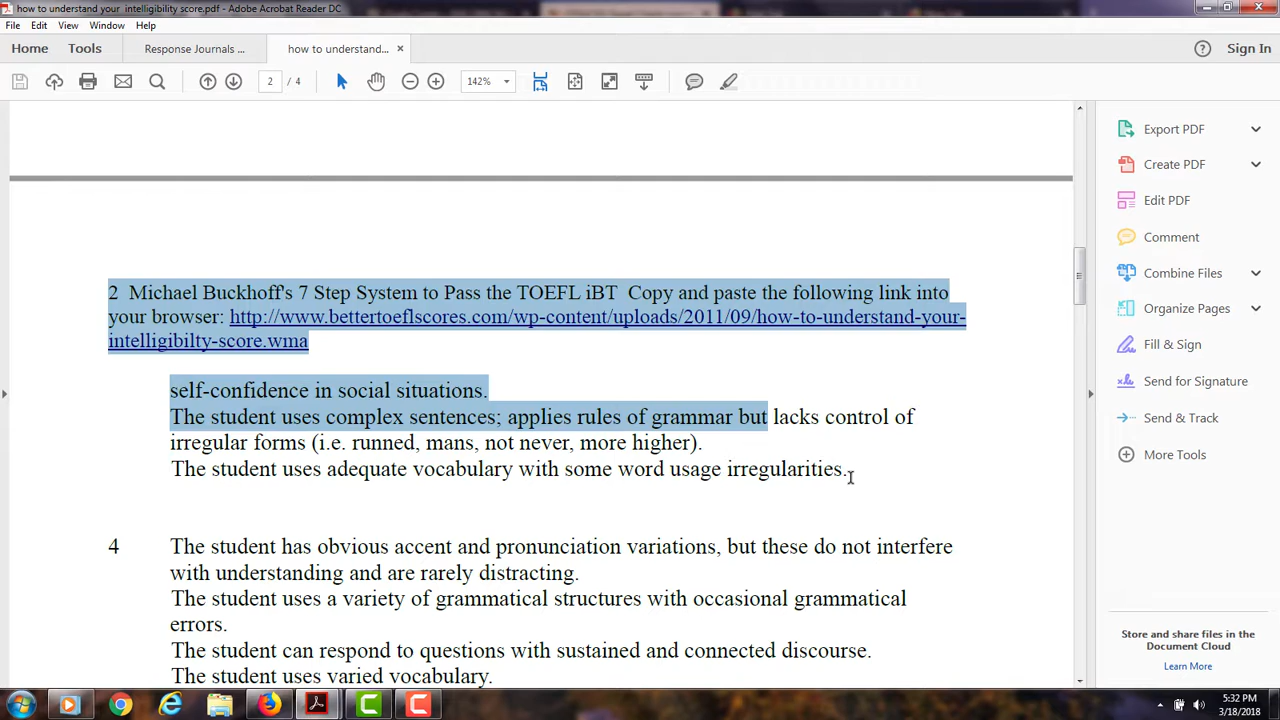 how to understand your intelligibility score.pdf - Adobe Acrobat Reader DC
File Edit View Window Help
Home Tools Response Journals ... how to understand... × Sign In
2 / 4 142%
Export PDF
Create PDF
Edit PDF
Comment
Combine Files
Organize Pages
Fill & Sign
Send for Signature
Send & Track
More Tools
2 Michael Buckhoff's 7 Step System to Pass the TOEFL iBT Copy and paste the following link into
your browser: http://www.bettertoeflscores.com/wp-content/uploads/2011/09/how-to-understand-your-
intelligibilty-score.wma
self-confidence in social situations.
The student uses complex sentences; applies rules of grammar but lacks control of
irregular forms (i.e. runned, mans, not never, more higher).
The student uses adequate vocabulary with some word usage irregularities.
4 The student has obvious accent and pronunciation variations, but these do not interfere
with understanding and are rarely distracting.
The student uses a variety of grammatical structures with occasional grammatical
errors.
The student can respond to questions with sustained and connected discourse.
The student uses varied vocabulary.
Store and share files in the
Document Cloud
Learn More
5:32 PM
3/18/2018